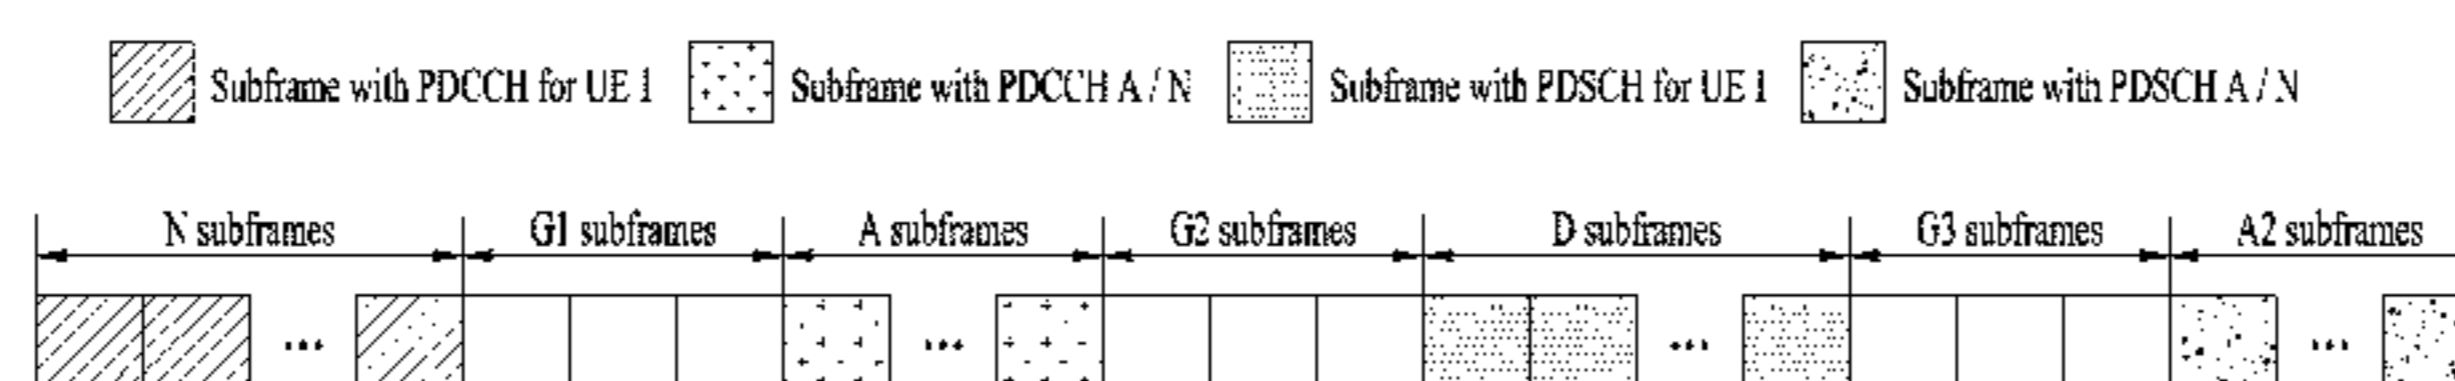 Subframe with PDCCH for UE 1 Subframe with PDCCH A / N Subframe with PDSCH for UE 1 Subframe with PDSCH A / N
N subframes G1 subframes A subframes G2 subframes D subframes G3 subframes A2 subframes
... ... ... ...